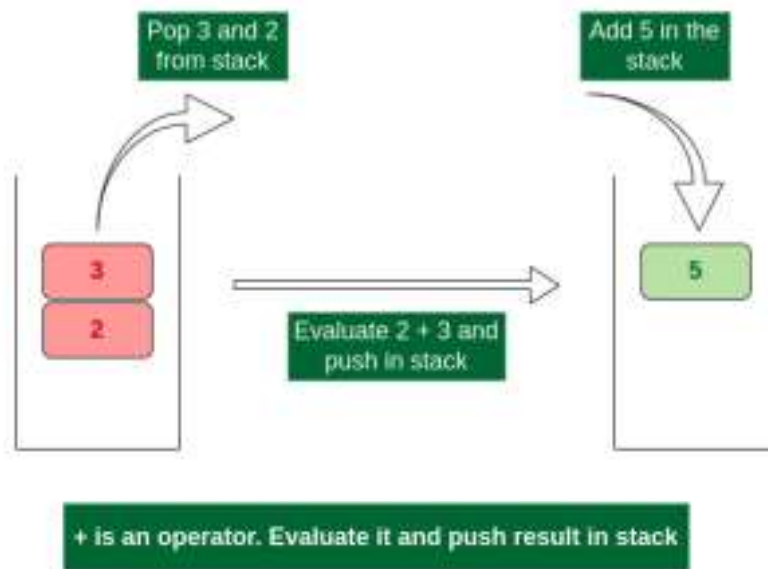 Pop 3 and 2
from stack
Add 5 in the
stack
3
2
5
Evaluate 2 + 3 and
push in stack
+ is an operator. Evaluate it and push result in stack